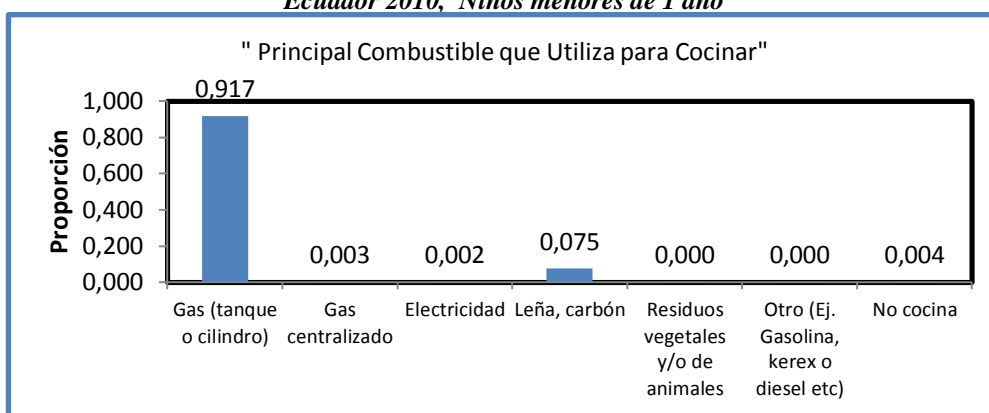 Ecuador 2010, Niños menores de 1 año
" Principal Combustible que Utiliza para Cocinar"
Proporción
1,000
0,800
0,600
0,400
0,200
0,000
0,917
0,003
0,002
0,075
0,000
0,000
0,004
Gas (tanque
o cilindro)
Gas
centralizado
Electricidad
Leña, carbón
Residuos
vegetales
y/o de
animales
Otro (Ej.
Gasolina,
kerex o
diesel etc)
No cocina